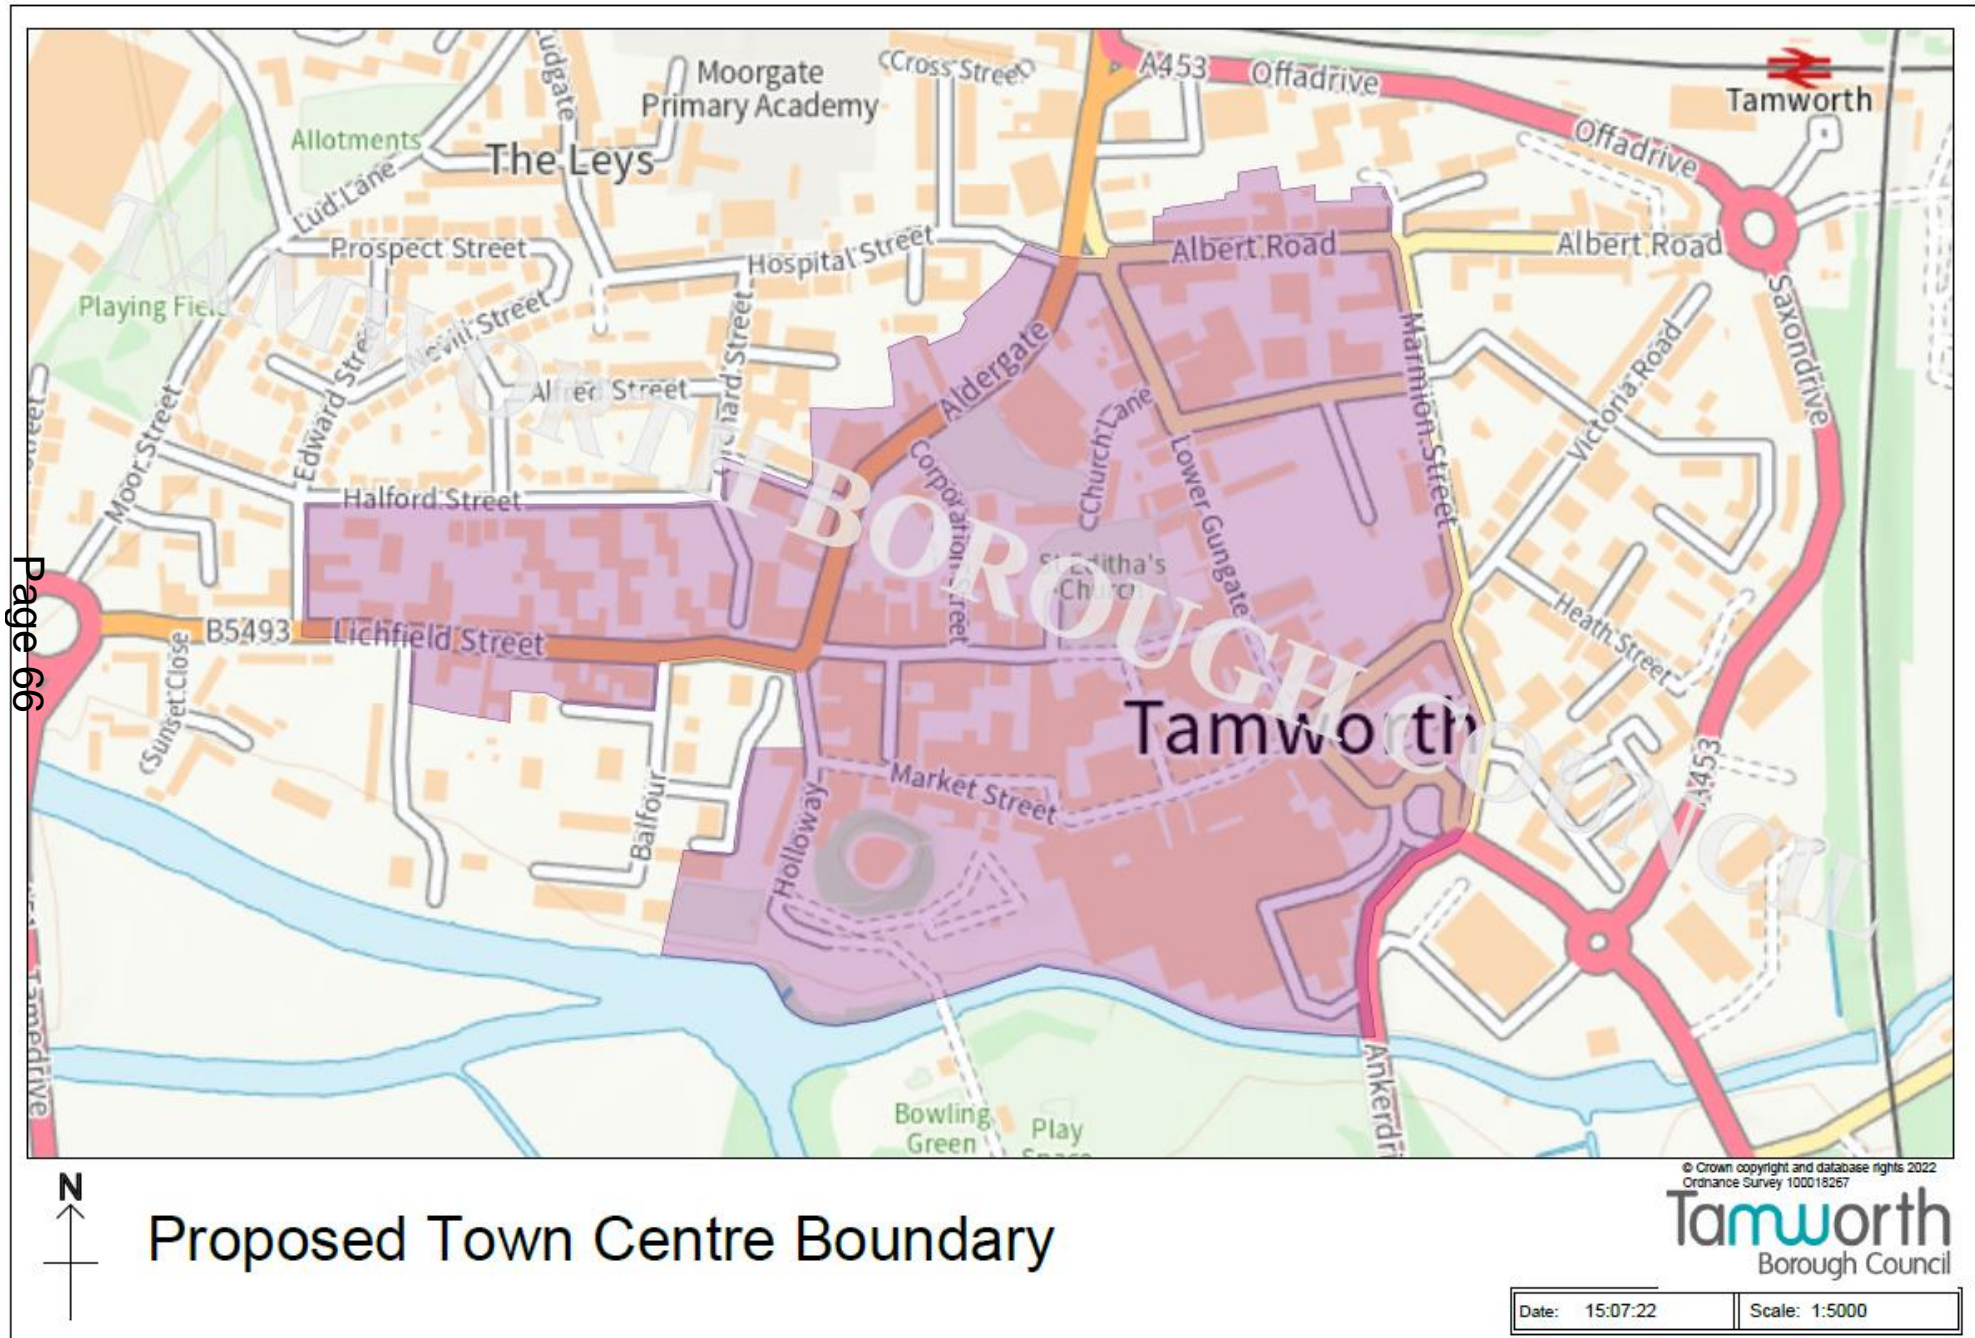 Moorgate
Primary Academy
Cross Street
A453
Offadrive
Tamworth
Offadrive
Allotments
The Leys
Lud Lane
Prospect Street
Hospital Street
Albert Road
Albert Road
Playing Field
Nevill Street
Saxondrive
Aldergate
Marmion Street
Victoria Road
Edward Street
Alfred Street
Church Lane
Moor Street
Halford Street
Corporation Street
Lower Gungate
St Editha's
Church
Heath Street
B5493
Lichfield Street
Sunset Close
Tamworth
A453
Market Street
Balfour
Holloway
Tamedrive
Bowling
Green
Play
TAMWORTH BOROUGH COUNCIL
Page 66
N
Proposed Town Centre Boundary
© Crown copyright and database rights 2022
Ordnance Survey 100018267
Tamworth
Borough Council
Date: 15:07:22
Scale: 1:5000